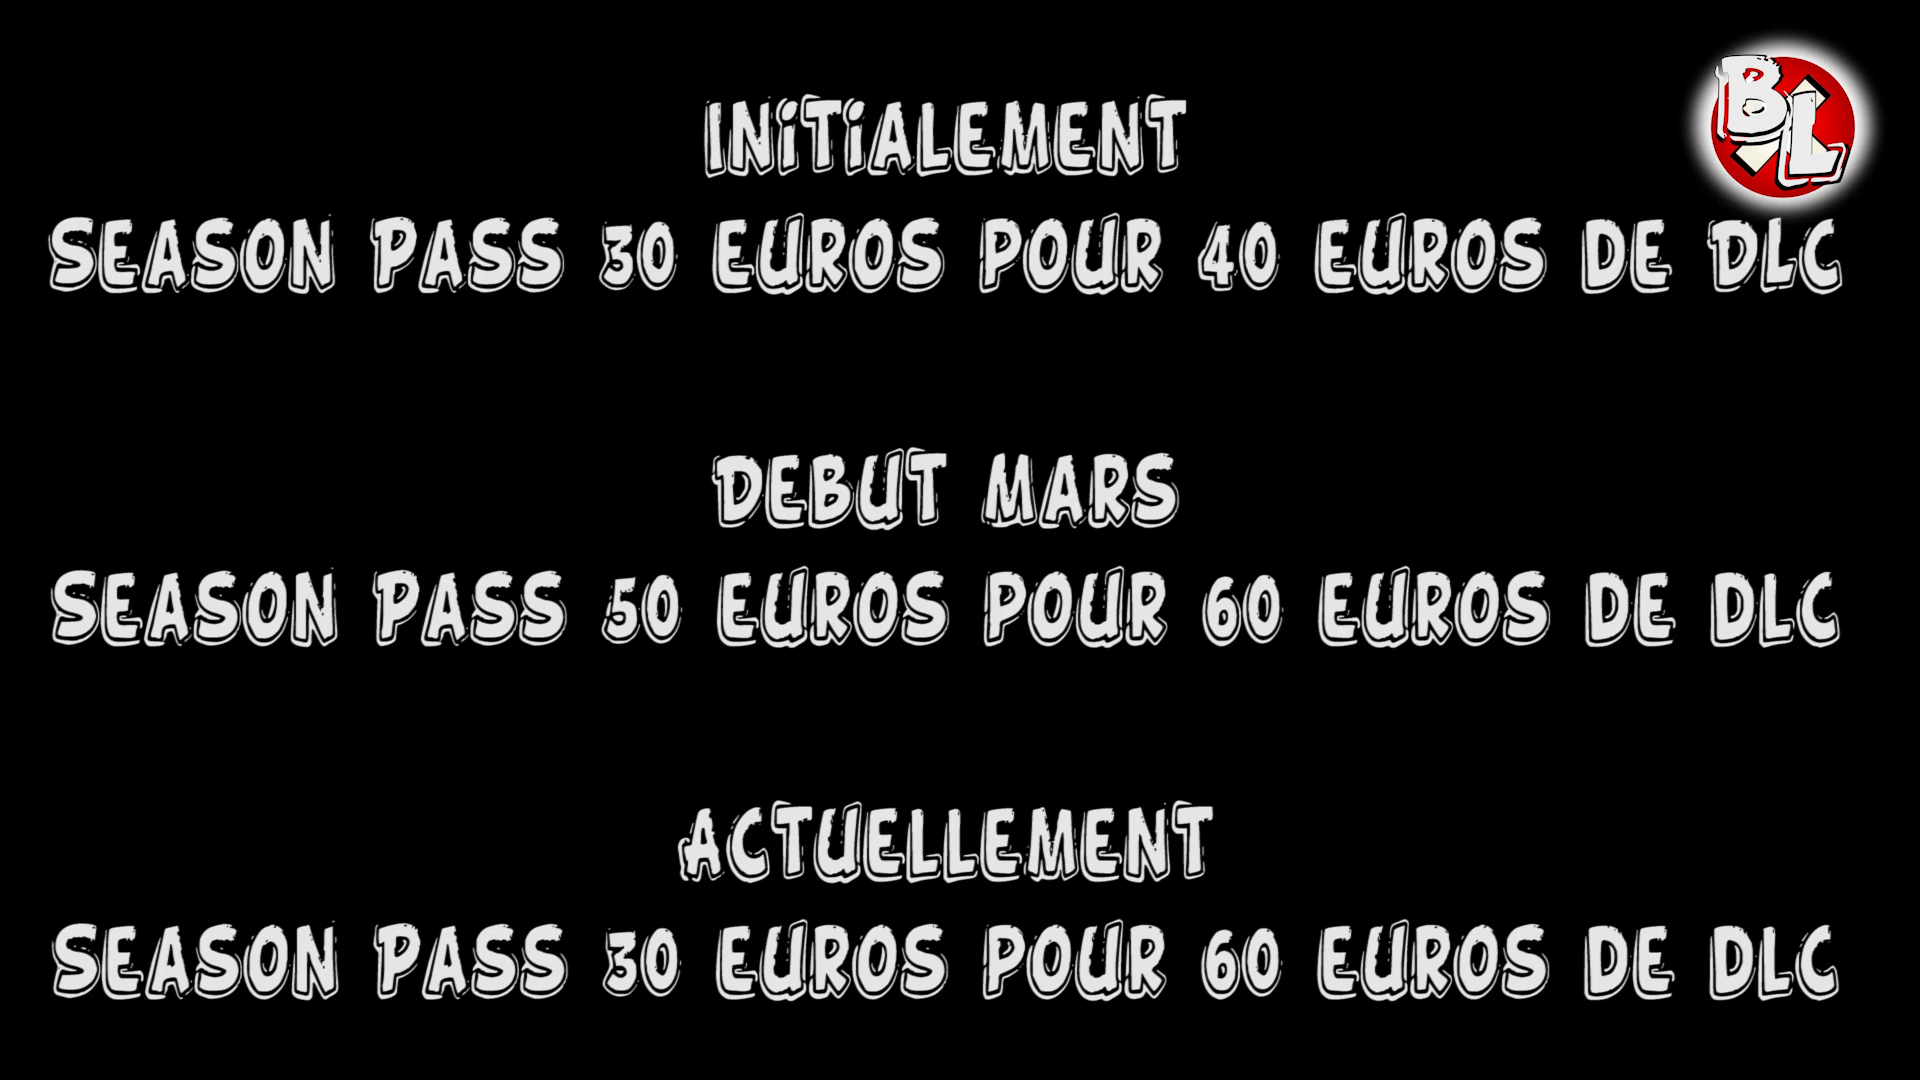 INITIALEMENT
BL
SEASON PASS 30 EUROS POUR 40 EUROS DE DLC
DEBUT MARS
SEASON PASS 50 EUROS POUR 60 EUROS DE DLC
ACTUELLEMENT
SEASON PASS 30 EUROS POUR 60 EUROS DE DLC